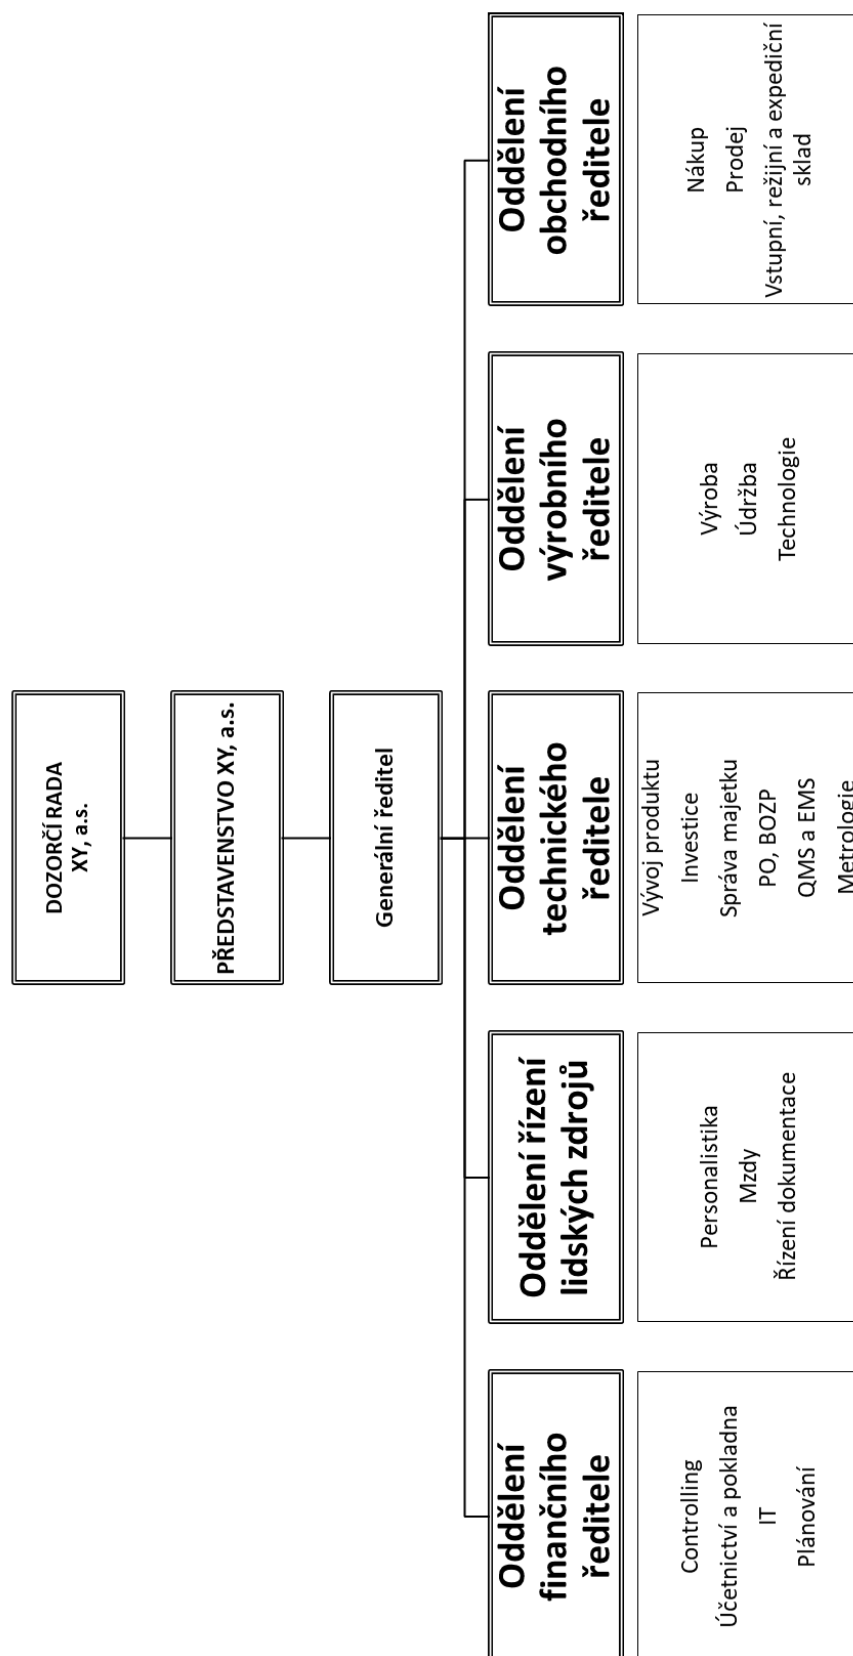 DOZORČÍ RADA
XY, a.s.
PŘEDSTAVENSTVO XY, a.s.
Generální ředitel
Oddělení
finančního
ředitele
Oddělení řízení
lidských zdrojů
Oddělení
technického
ředitele
Oddělení
výrobního
ředitele
Oddělení
obchodního
ředitele
Controlling
Účetnictví a pokladna
IT
Plánování
Personalistika
Mzdy
Řízení dokumentace
Vývoj produktu
Investice
Správa majetku
PO, BOZP
QMS a EMS
Metrologie
Výroba
Údržba
Technologie
Nákup
Prodej
Vstupní, režijní a expediční
sklad